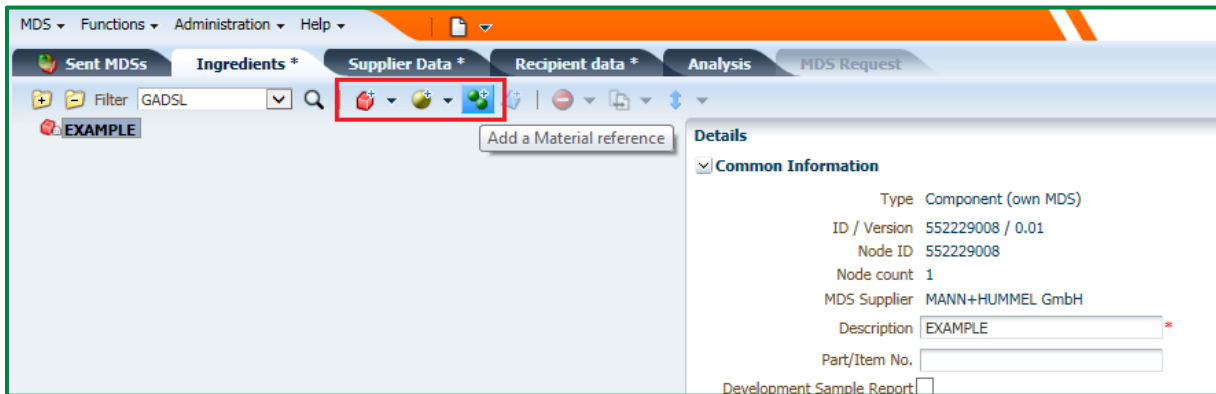 MDS Functions Administration Help
Sent MDSs Ingredients * Supplier Data * Recipient data * Analysis MDS Request
Filter GADSL
EXAMPLE
Add a Material reference
Details
Common Information
Type Component (own MDS)
ID / Version 552229008 / 0.01
Node ID 552229008
Node count 1
MDS Supplier MANN+HUMMEL GmbH
Description EXAMPLE *
Part/Item No.
Development Sample Report